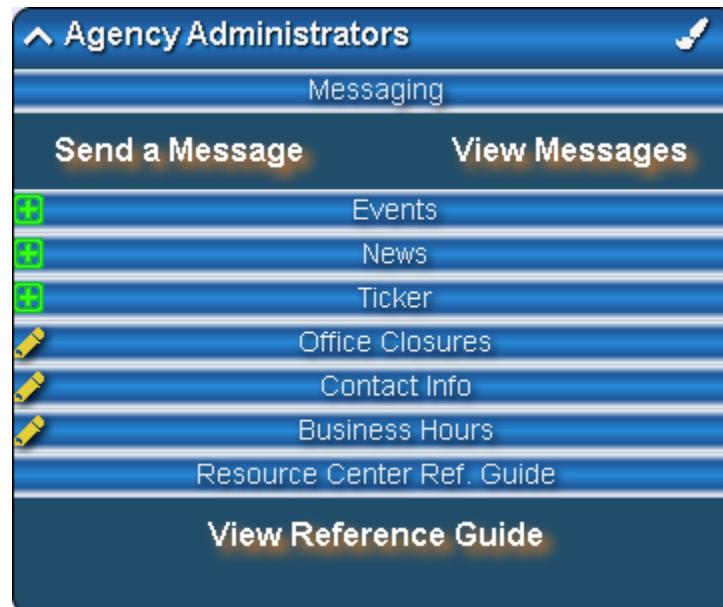 Agency Administrators
Messaging
Send a Message View Messages
Events
News
Ticker
Office Closures
Contact Info
Business Hours
Resource Center Ref. Guide
View Reference Guide